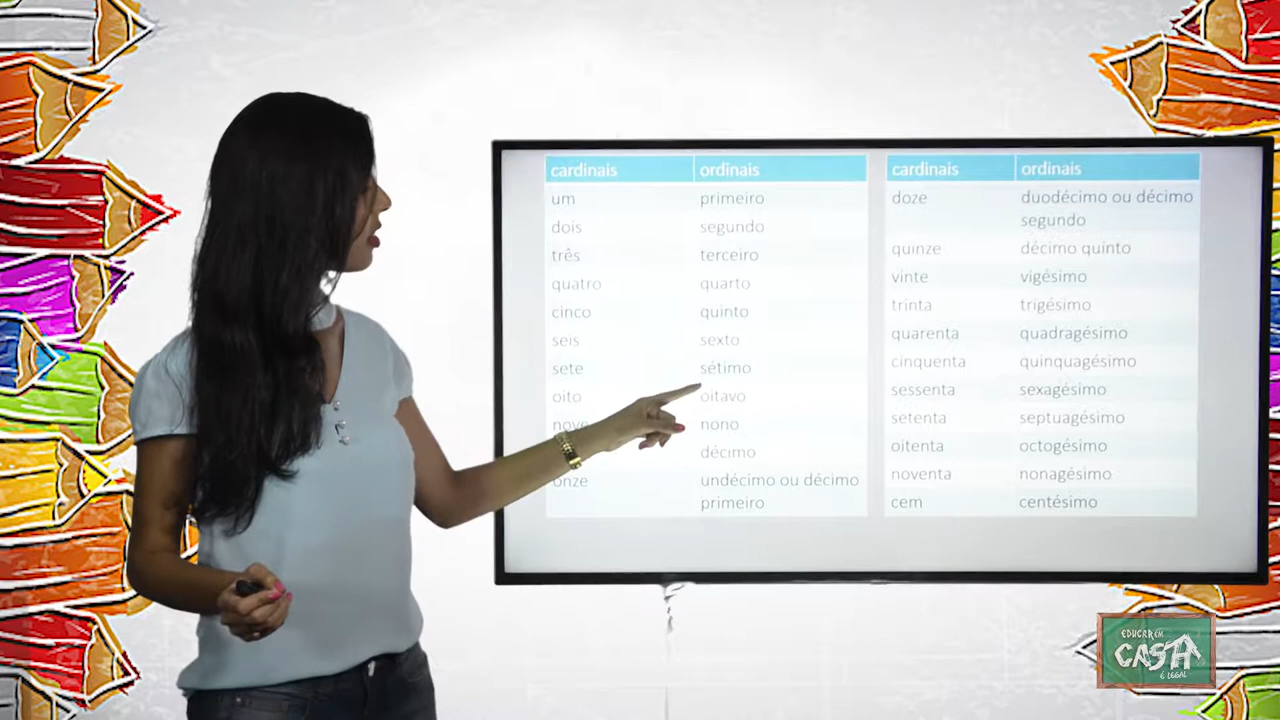 cardinais ordinais
um primeiro
dois segundo
três terceiro
quatro quarto
cinco quinto
seis sexto
sete sétimo
oito oitavo
nove nono
décimo
onze undécimo ou décimo
primeiro
cardinais ordinais
doze duodécimo ou décimo
segundo
quinze décimo quinto
vinte vigésimo
trinta trigésimo
quarenta quadragésimo
cinquenta quinquagésimo
sessenta sexagésimo
setenta septuagésimo
oitenta octogésimo
noventa nonagésimo
cem centésimo
EDUCAR EM
CASA
É LEGAL